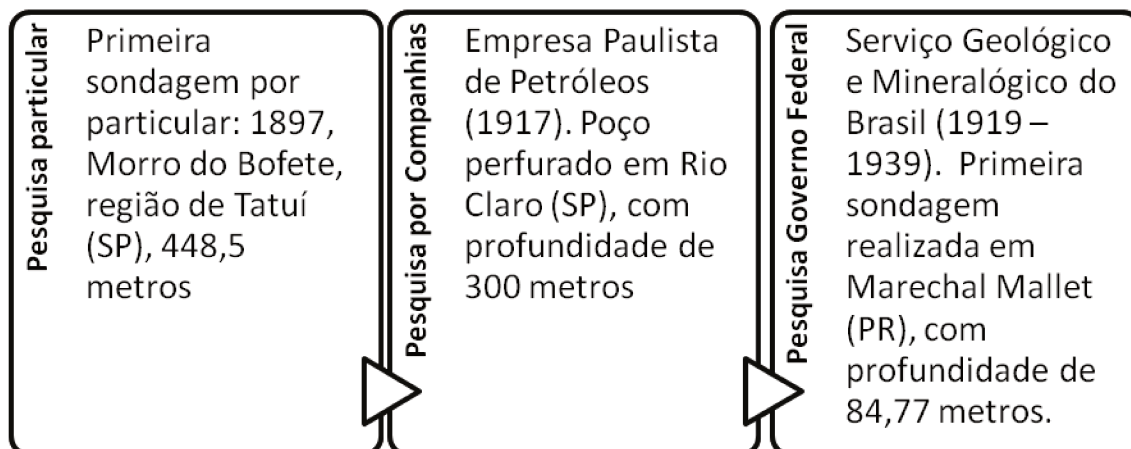 Pesquisa particular
Primeira
sondagem por
particular: 1897,
Morro do Bofete,
região de Tatuí
(SP), 448,5
metros
Pesquisa por Companhias
Empresa Paulista
de Petróleos
(1917). Poço
perfurado em Rio
Claro (SP), com
profundidade de
300 metros
Pesquisa Governo Federal
Serviço Geológico
e Mineralógico do
Brasil (1919 –
1939).  Primeira
sondagem
realizada em
Marechal Mallet
(PR), com
profundidade de
84,77 metros.